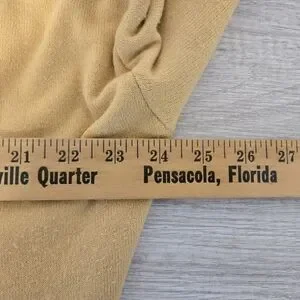 21 22 23 24 25 26 27
ville Quarter Pensacola, Florida